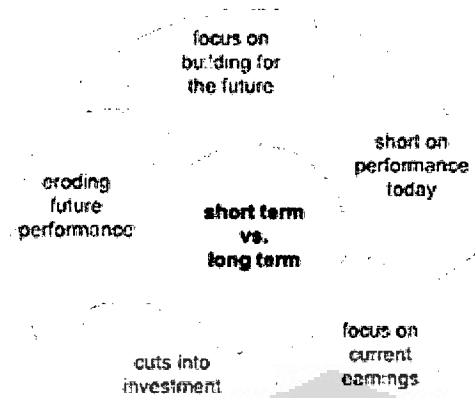 focus on
building for
the future
short on
performance
today
eroding
future
performance
short term
vs.
long term
focus on
current
earnings
cuts into
investment